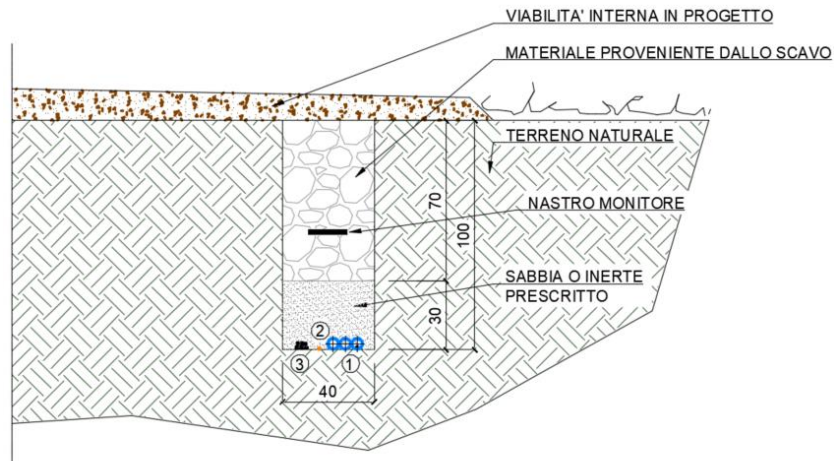 VIABILITA' INTERNA IN PROGETTO
MATERIALE PROVENIENTE DALLO SCAVO
TERRENO NATURALE
70
NASTRO MONITORE
100
SABBIA O INERTE
PRESCRITTO
30
2
3
1
40